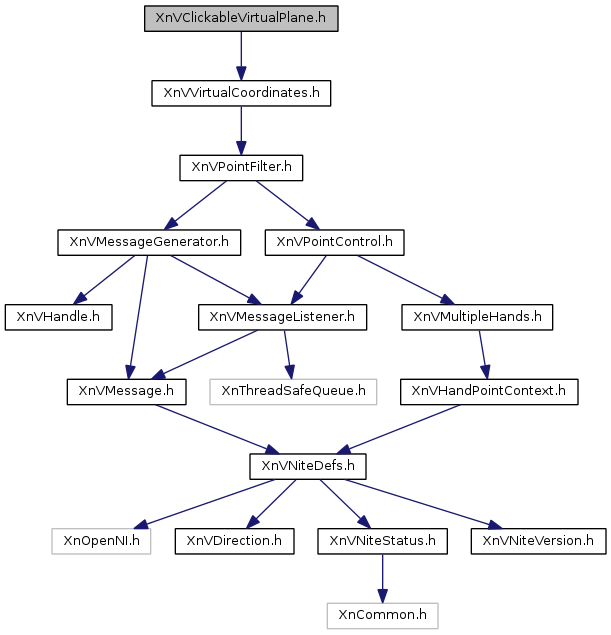 XnVClickableVirtualPlane.h
XnVVirtualCoordinates.h
XnVPointFilter.h
XnVMessageGenerator.h
XnVPointControl.h
XnVHandle.h
XnVMessageListener.h
XnVMultipleHands.h
XnVMessage.h
XnThreadSafeQueue.h
XnVHandPointContext.h
XnVNiteDefs.h
XnOpenNI.h
XnVDirection.h
XnVNiteStatus.h
XnVNiteVersion.h
XnCommon.h